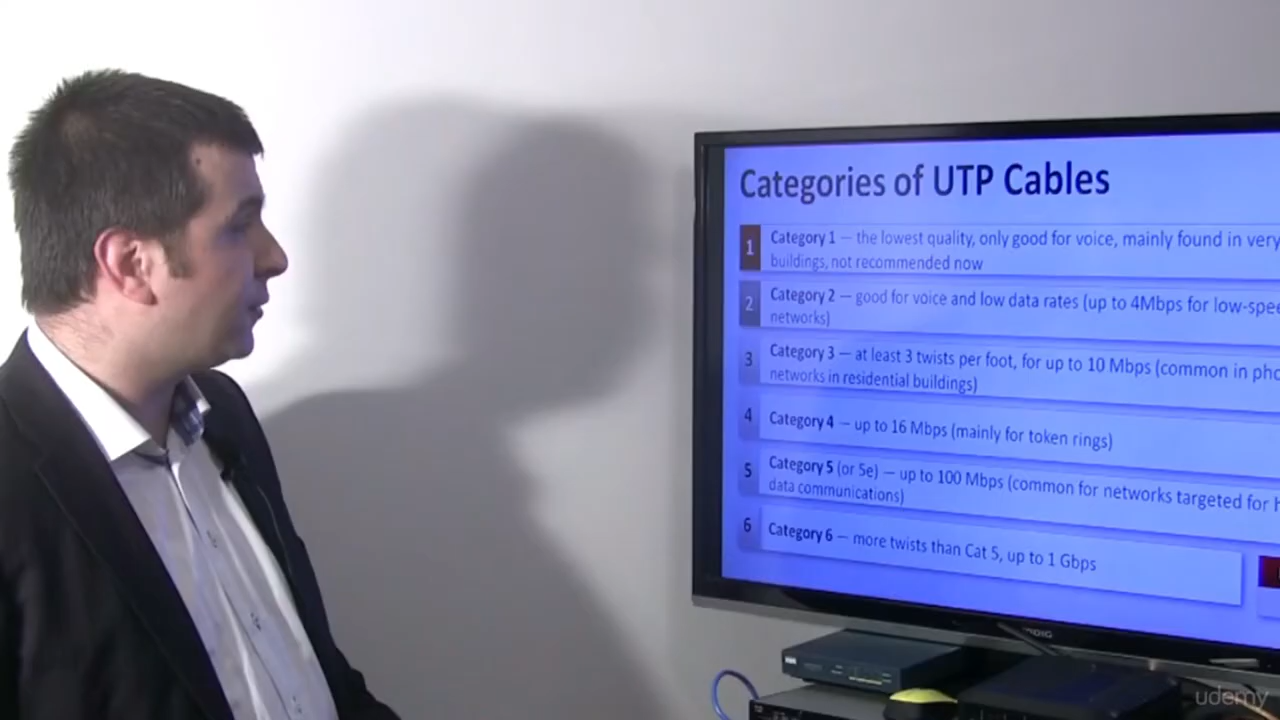 Categories of UTP Cables
1 Category 1 — the lowest quality, only good for voice, mainly found in very
buildings, not recommended now
2 Category 2 — good for voice and low data rates (up to 4Mbps for low-spee
networks)
3 Category 3 — at least 3 twists per foot, for up to 10 Mbps (common in pho
networks in residential buildings)
4 Category 4 — up to 16 Mbps (mainly for token rings)
5 Category 5 (or 5e) — up to 100 Mbps (common for networks targeted for h
data communications)
6 Category 6 — more twists than Cat 5, up to 1 Gbps
udemy